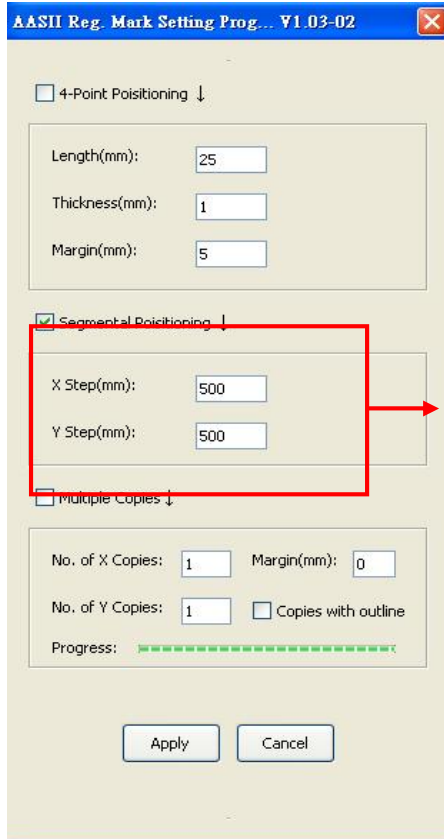 AASII Reg. Mark Setting Prog... V1.03-02
4-Point Poisitioning ↓
Length(mm): 25
Thickness(mm): 1
Margin(mm): 5
Segmental Poisitioning ↓
X Step(mm): 500
Y Step(mm): 500
Multiple Copies ↓
No. of X Copies: 1 Margin(mm): 0
No. of Y Copies: 1 Copies with outline
Progress:
Apply Cancel